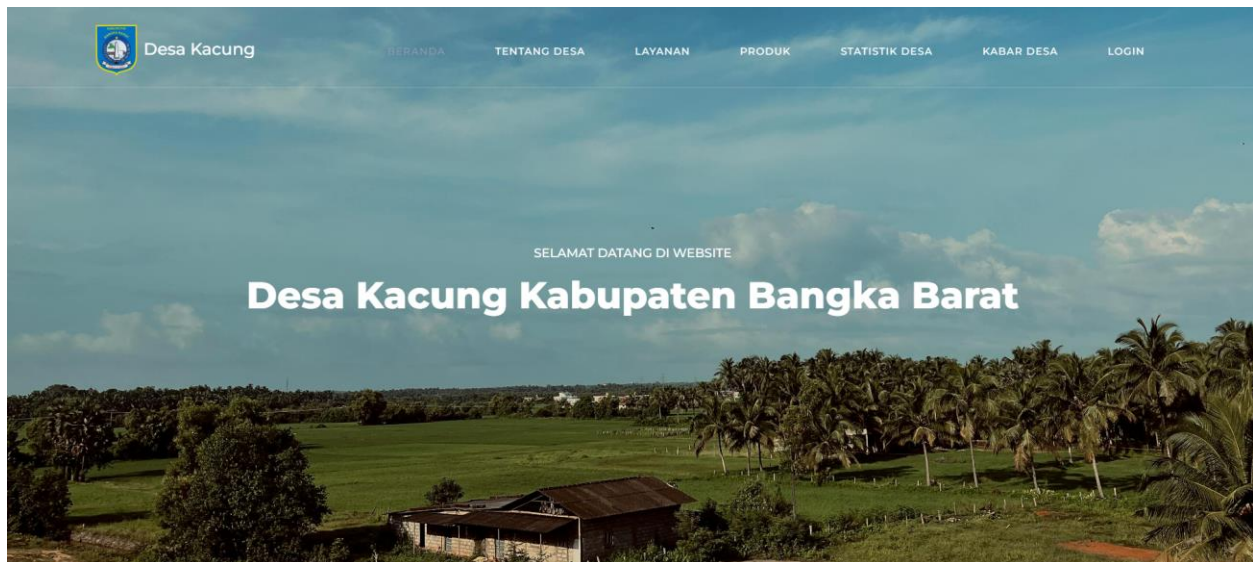 Desa Kacung
BERANDA TENTANG DESA LAYANAN PRODUK STATISTIK DESA KABAR DESA LOGIN
SELAMAT DATANG DI WEBSITE
Desa Kacung Kabupaten Bangka Barat